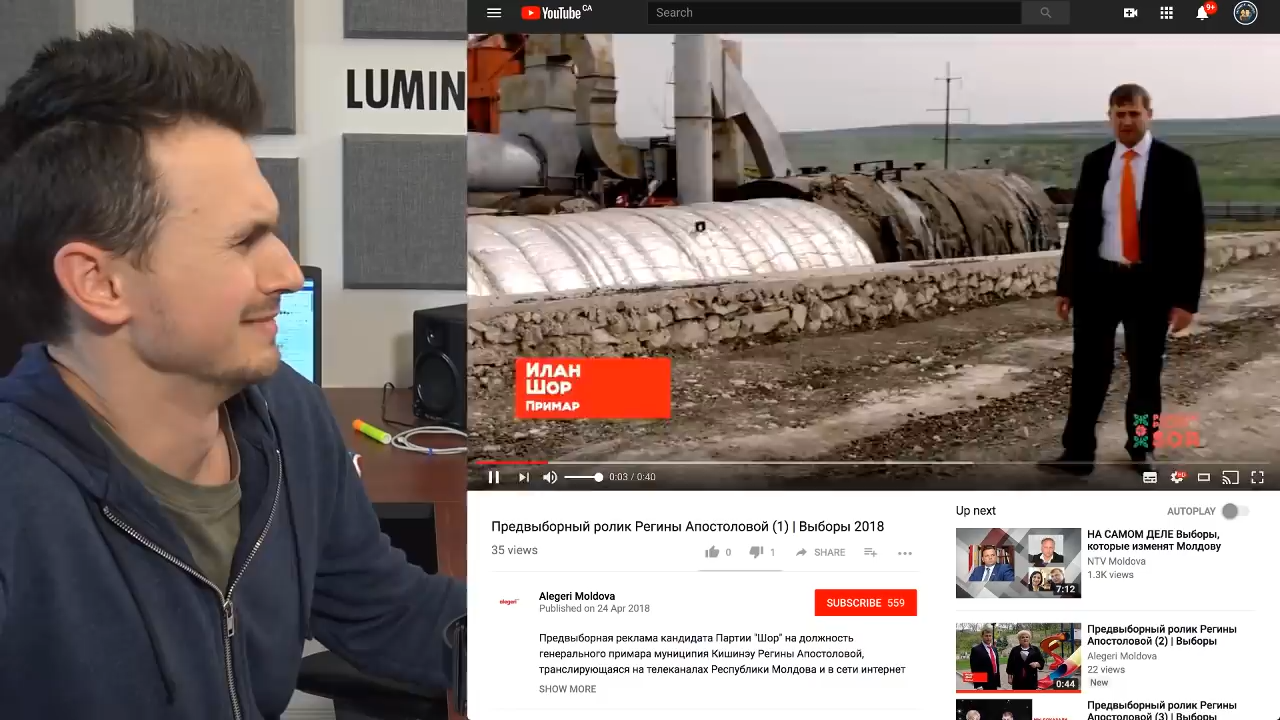 LUMIN
YouTube CA
Search
9+
ИЛАН
ШОР
ПРИМАР
ȘOR
0:03 / 0:40
HD
Предвыборный ролик Регины Апостоловой (1) | Выборы 2018
35 views
0
1
SHARE
alegeri
Alegeri Moldova
Published on 24 Apr 2018
SUBSCRIBE 559
Предвыборная реклама кандидата Партии "Шор" на должность
генерального примара муниципия Кишинэу Регины Апостоловой,
транслирующаяся на телеканалах Республики Молдова и в сети интернет
SHOW MORE
Up next
AUTOPLAY
НА САМОМ ДЕЛЕ Выборы,
которые изменят Молдову
NTV Moldova
1.3K views
7:12
Предвыборный ролик Регины
Апостоловой (2) | Выборы
Alegeri Moldova
22 views
New
0:44
Предвыборный ролик Регины
Апостоловой (3) | Выборы